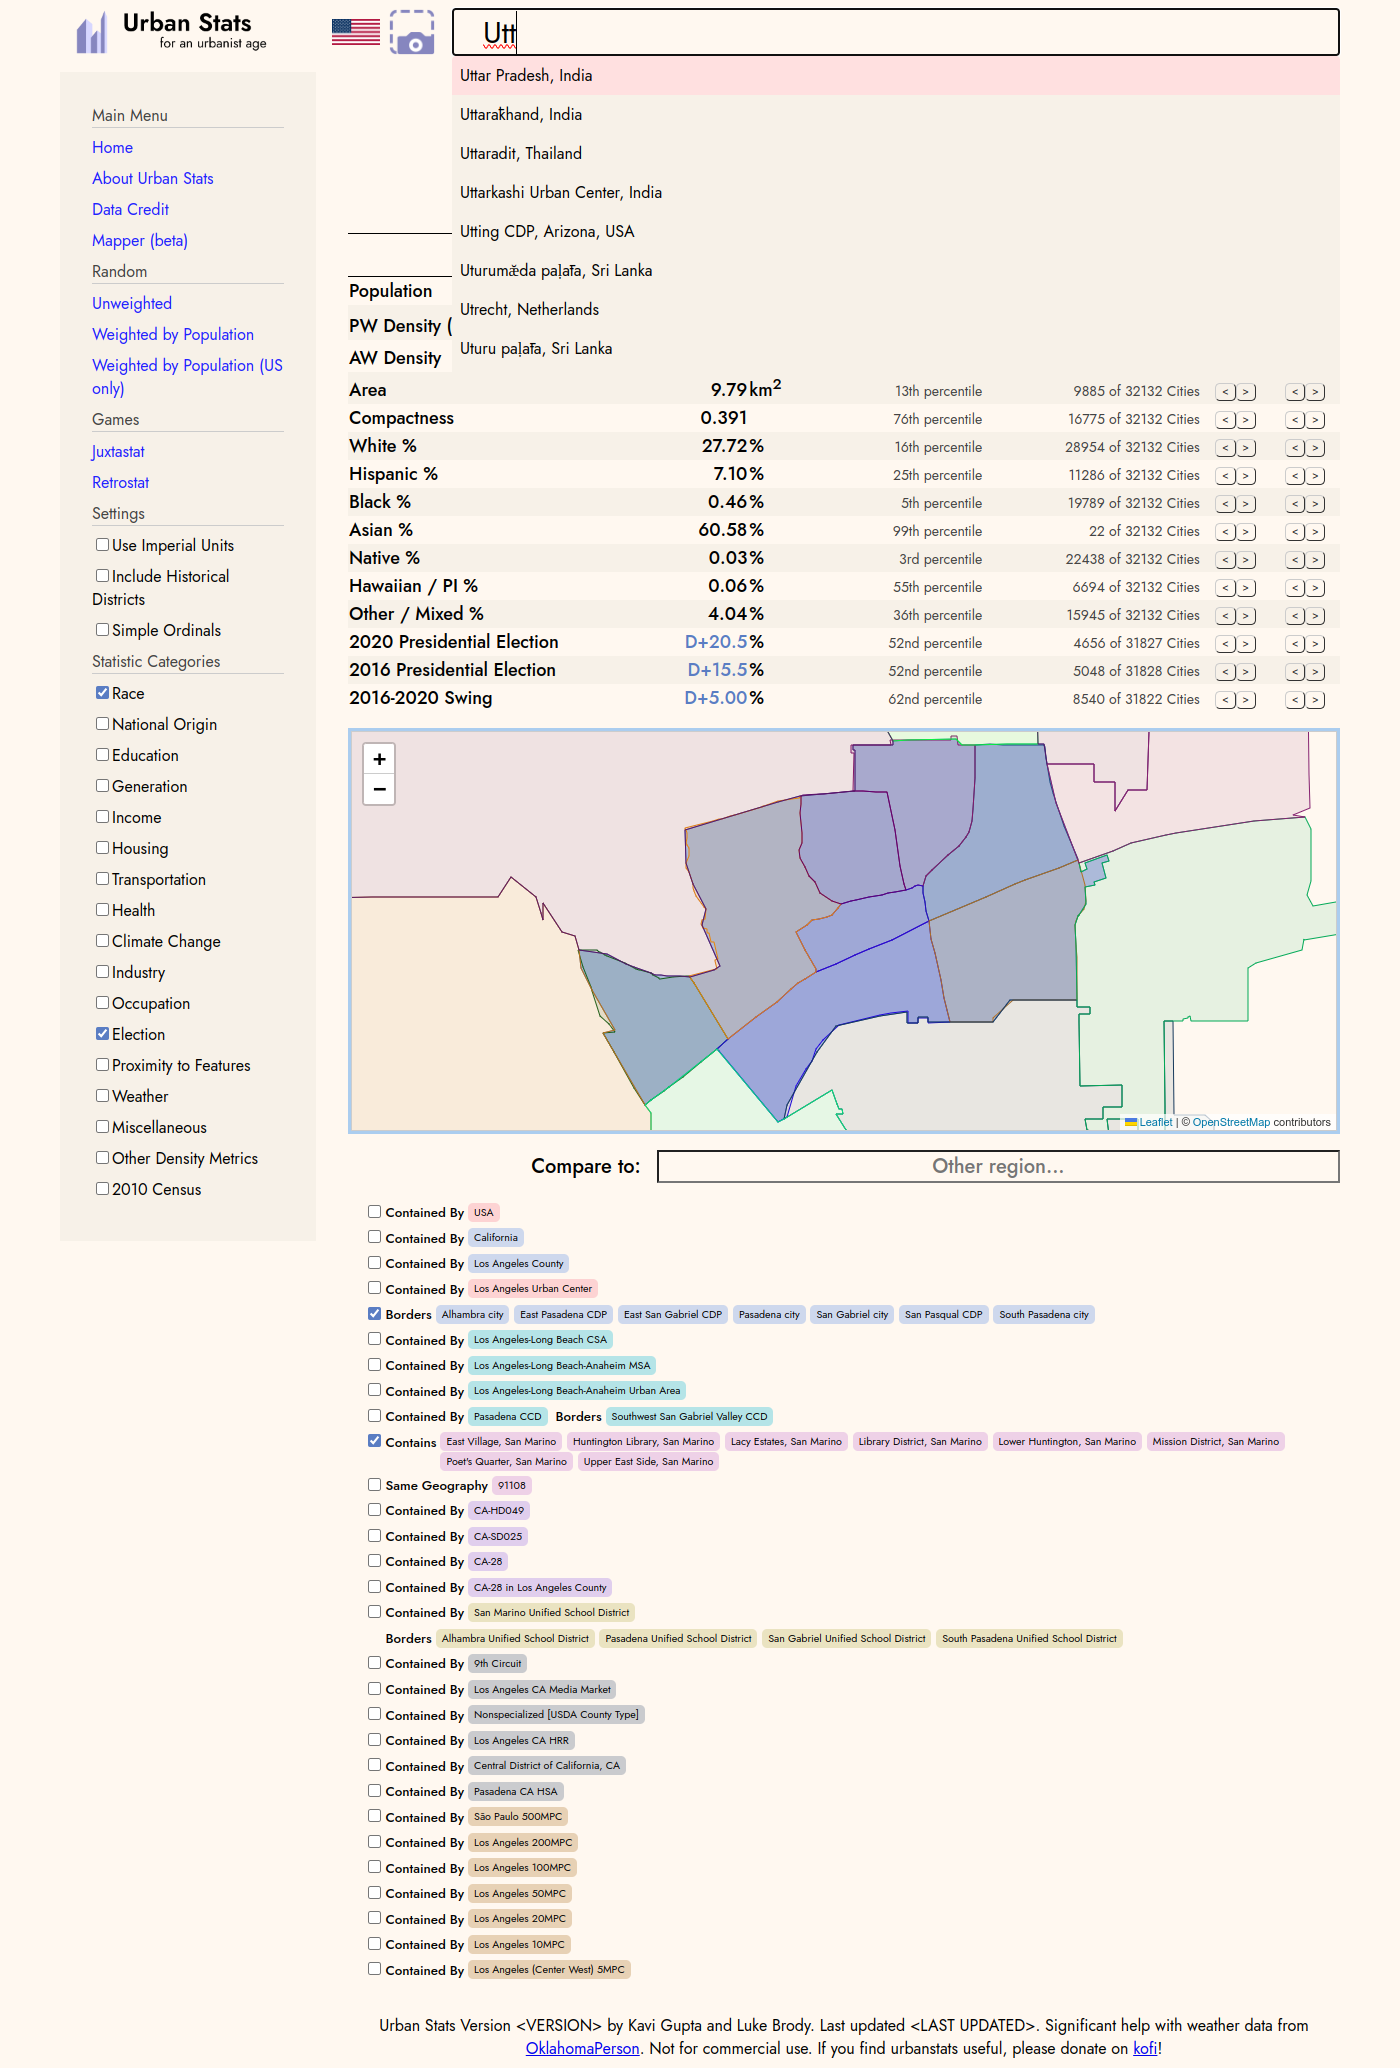 Urban Stats
for an urbanist age
Utt
Uttar Pradesh, India
Uttarakhand, India
Uttaradit, Thailand
Uttarkashi Urban Center, India
Utting CDP, Arizona, USA
Uturumæda paḷāta, Sri Lanka
Utrecht, Netherlands
Uturu paḷāta, Sri Lanka
Main Menu
Home
About Urban Stats
Data Credit
Mapper (beta)
Random
Unweighted
Weighted by Population
Weighted by Population (US
only)
Games
Juxtastat
Retrostat
Settings
Use Imperial Units
Include Historical
Districts
Simple Ordinals
Statistic Categories
Race
National Origin
Education
Generation
Income
Housing
Transportation
Health
Climate Change
Industry
Occupation
Election
Proximity to Features
Weather
Miscellaneous
Other Density Metrics
2010 Census
Population
PW Density (
AW Density
Area 9.79 km² 13th percentile 9885 of 32132 Cities < > < >
Compactness 0.391 76th percentile 16775 of 32132 Cities < > < >
White % 27.72% 16th percentile 28954 of 32132 Cities < > < >
Hispanic % 7.10% 25th percentile 11286 of 32132 Cities < > < >
Black % 0.46% 5th percentile 19789 of 32132 Cities < > < >
Asian % 60.58% 99th percentile 22 of 32132 Cities < > < >
Native % 0.03% 3rd percentile 22438 of 32132 Cities < > < >
Hawaiian / PI % 0.06% 55th percentile 6694 of 32132 Cities < > < >
Other / Mixed % 4.04% 36th percentile 15945 of 32132 Cities < > < >
2020 Presidential Election D+20.5% 52nd percentile 4656 of 31827 Cities < > < >
2016 Presidential Election D+15.5% 52nd percentile 5048 of 31828 Cities < > < >
2016-2020 Swing D+5.00% 62nd percentile 8540 of 31822 Cities < > < >
+
−
Leaflet | © OpenStreetMap contributors
Compare to: Other region...
Contained By USA
Contained By California
Contained By Los Angeles County
Contained By Los Angeles Urban Center
Borders Alhambra city East Pasadena CDP East San Gabriel CDP Pasadena city San Gabriel city San Pasqual CDP South Pasadena city
Contained By Los Angeles-Long Beach CSA
Contained By Los Angeles-Long Beach-Anaheim MSA
Contained By Los Angeles-Long Beach-Anaheim Urban Area
Contained By Pasadena CCD Borders Southwest San Gabriel Valley CCD
Contains East Village, San Marino Huntington Library, San Marino Lacy Estates, San Marino Library District, San Marino Lower Huntington, San Marino Mission District, San Marino
Poet's Quarter, San Marino Upper East Side, San Marino
Same Geography 91108
Contained By CA-HD049
Contained By CA-SD025
Contained By CA-28
Contained By CA-28 in Los Angeles County
Contained By San Marino Unified School District
Borders Alhambra Unified School District Pasadena Unified School District San Gabriel Unified School District South Pasadena Unified School District
Contained By 9th Circuit
Contained By Los Angeles CA Media Market
Contained By Nonspecialized [USDA County Type]
Contained By Los Angeles CA HRR
Contained By Central District of California, CA
Contained By Pasadena CA HSA
Contained By São Paulo 500MPC
Contained By Los Angeles 200MPC
Contained By Los Angeles 100MPC
Contained By Los Angeles 50MPC
Contained By Los Angeles 20MPC
Contained By Los Angeles 10MPC
Contained By Los Angeles (Center West) 5MPC
Urban Stats Version <VERSION> by Kavi Gupta and Luke Brody. Last updated <LAST UPDATED>. Significant help with weather data from
OklahomaPerson. Not for commercial use. If you find urbanstats useful, please donate on kofi!